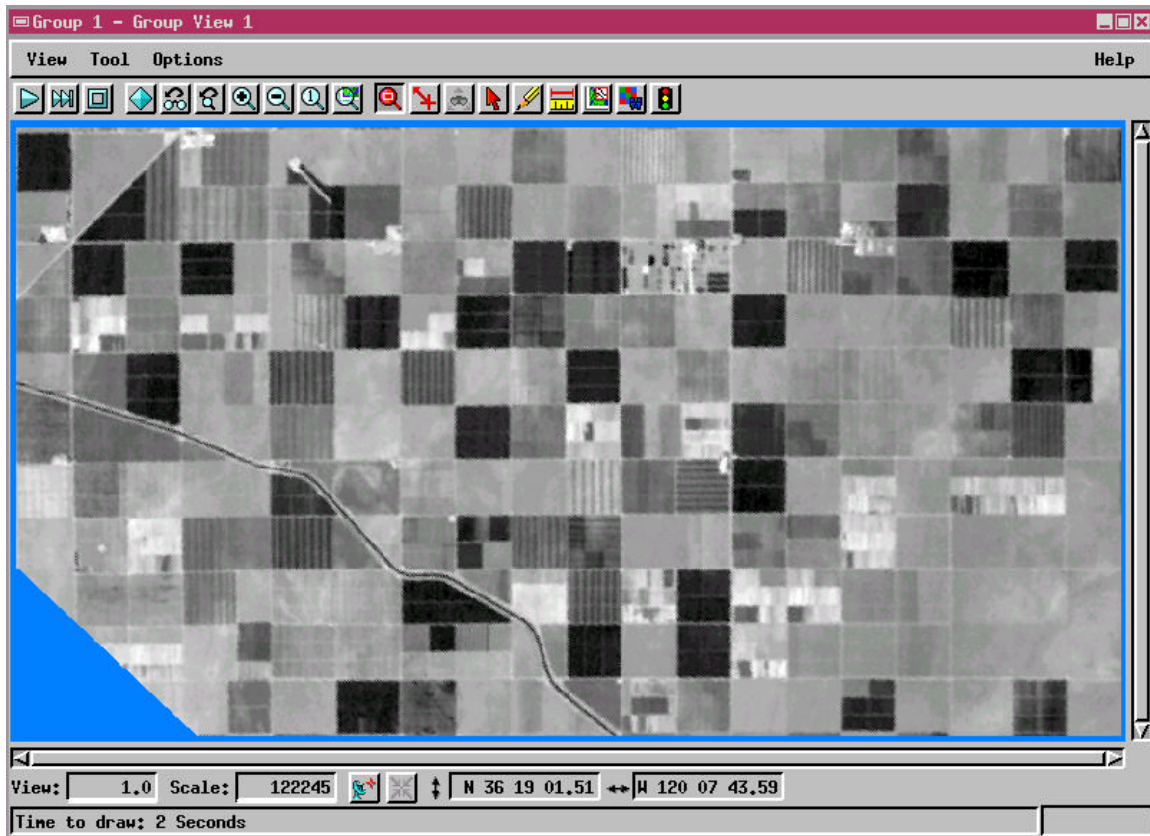 Group 1 - Group View 1
View Tool Options Help
1
View: 1.0 Scale: 122245 N 36 19 01.51 W 120 07 43.59
Time to draw: 2 Seconds